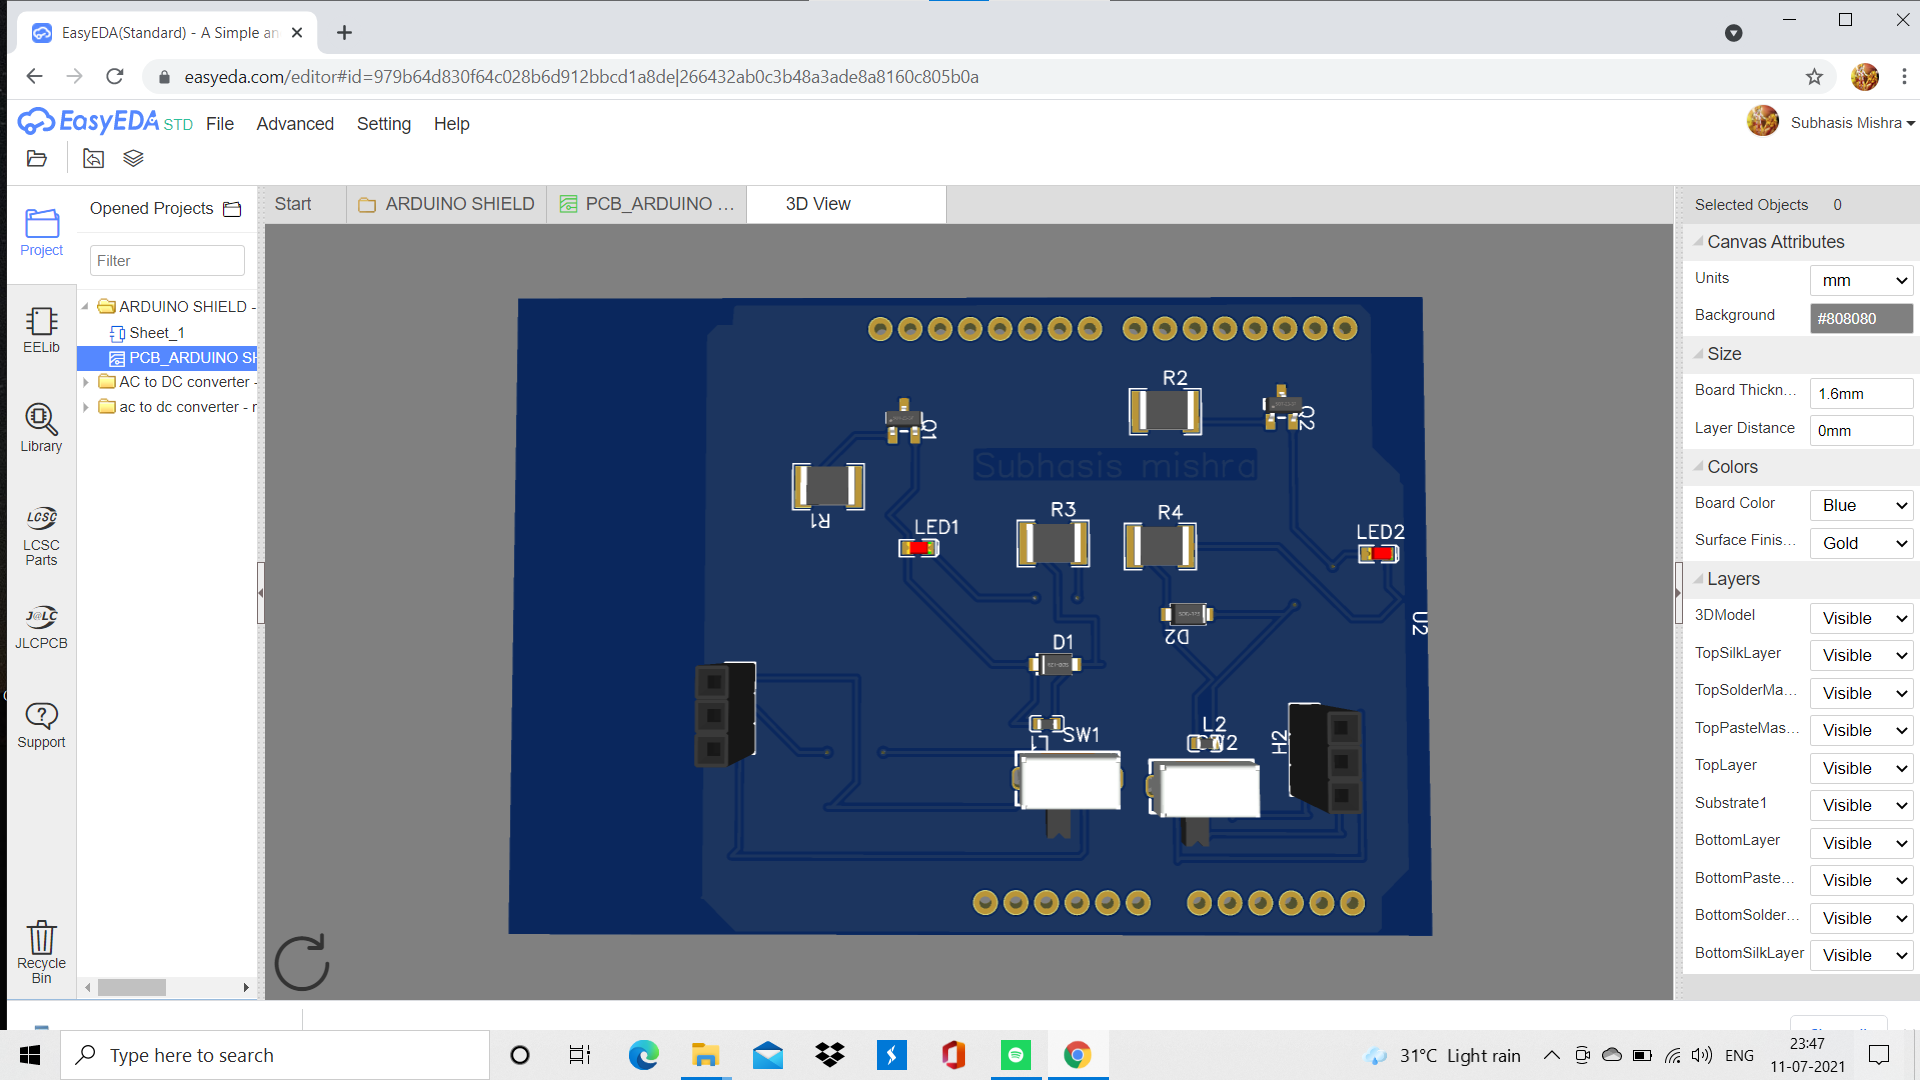 EasyEDA(Standard) - A Simple an
easyeda.com/editor#id=979b64d830f64c028b6d912bbcd1a8de|266432ab0c3b48a3ade8a8160c805b0a
EasyEDA STD File Advanced Setting Help
Subhasis Mishra
Project
EELib
Library
LCSC
LCSC
Parts
J@LC
JLCPCB
Support
Recycle
Bin
Opened Projects
Filter
ARDUINO SHIELD -
Sheet_1
PCB_ARDUINO SH
AC to DC converter -
ac to dc converter - r
Start ARDUINO SHIELD PCB_ARDUINO ... 3D View
R2
Q1
Q2
Subhasis mishra
R1
LED1
R3
R4
LED2
D2
U2
D1
L1
SW1
L2
SW2
H2
Selected Objects 0
Canvas Attributes
Units mm
Background #808080
Size
Board Thickn... 1.6mm
Layer Distance 0mm
Colors
Board Color Blue
Surface Finis... Gold
Layers
3DModel Visible
TopSilkLayer Visible
TopSolderMa... Visible
TopPasteMas... Visible
TopLayer Visible
Substrate1 Visible
BottomLayer Visible
BottomPaste... Visible
BottomSolder... Visible
BottomSilkLayer Visible
Type here to search
31°C Light rain
ENG
23:47
11-07-2021